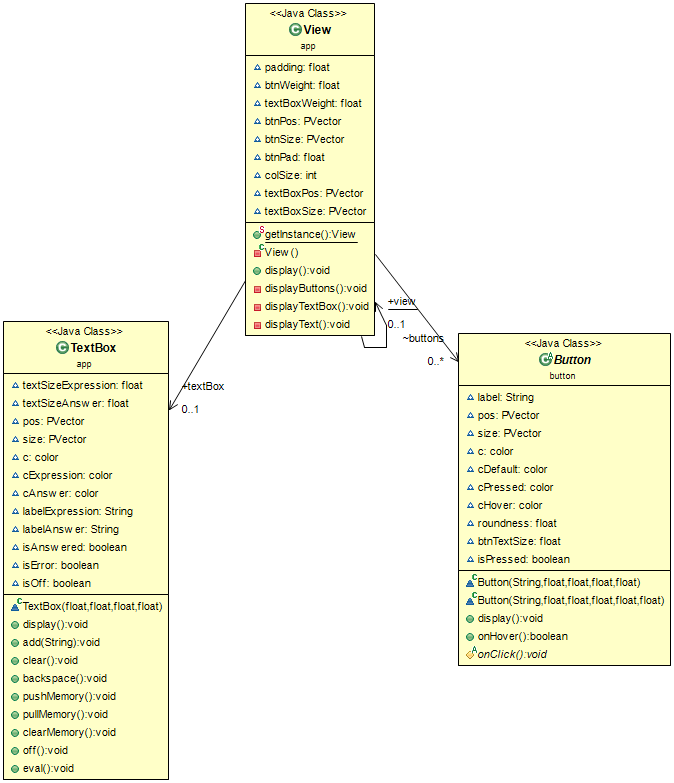 <<Java Class>>
View
app
padding: float
btnWeight: float
textBoxWeight: float
btnPos: PVector
btnSize: PVector
btnPad: float
colSize: int
textBoxPos: PVector
textBoxSize: PVector
getInstance():View
View()
display():void
displayButtons():void
displayTextBox():void
displayText():void
+view
0..1
~buttons
0..*
+textBox
0..1
<<Java Class>>
TextBox
app
textSizeExpression: float
textSizeAnswer: float
pos: PVector
size: PVector
c: color
cExpression: color
cAnswer: color
labelExpression: String
labelAnswer: String
isAnswered: boolean
isError: boolean
isOff: boolean
TextBox(float,float,float,float)
display():void
add(String):void
clear():void
backspace():void
pushMemory():void
pullMemory():void
clearMemory():void
off():void
eval():void
<<Java Class>>
Button
button
label: String
pos: PVector
size: PVector
c: color
cDefault: color
cPressed: color
cHover: color
roundness: float
btnTextSize: float
isPressed: boolean
Button(String,float,float,float,float)
Button(String,float,float,float,float,float)
display():void
onHover():boolean
onClick():void